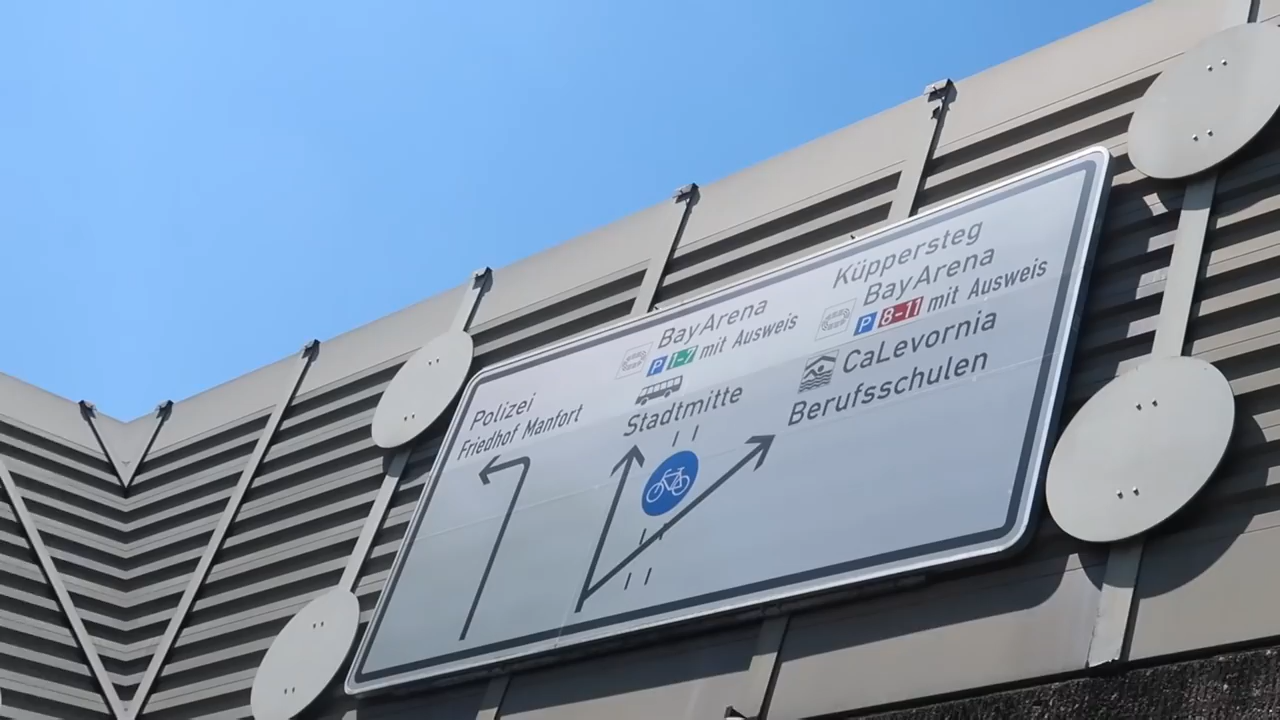 Polizei
Friedhof Manfort
BayArena
P 1-7 mit Ausweis
Stadtmitte
Küppersteg
BayArena
P 8-11 mit Ausweis
CaLevornia
Berufsschulen